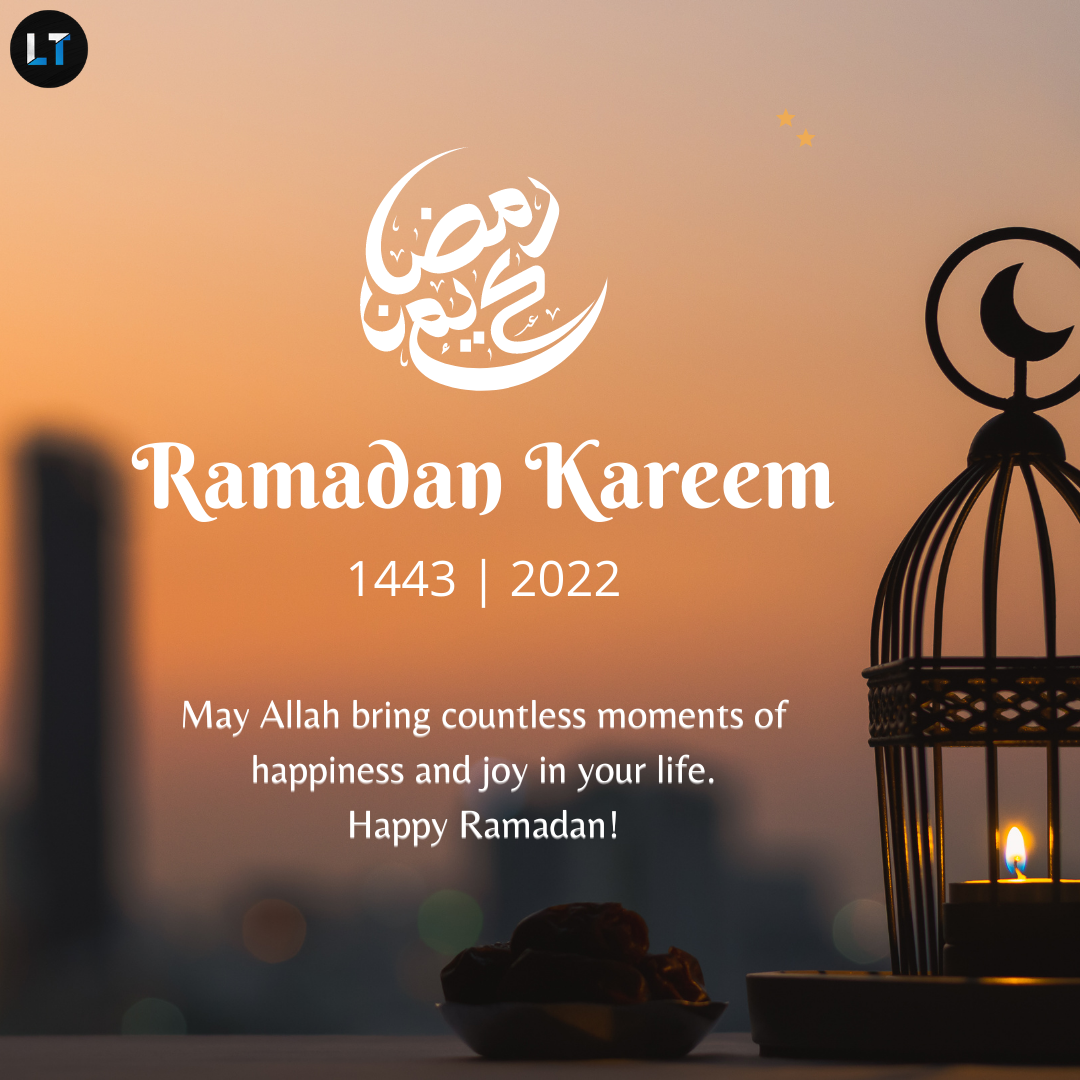 LT
رمضان
كريم
Ramadan Kareem
1443 | 2022
May Allah bring countless moments of
happiness and joy in your life.
Happy Ramadan!